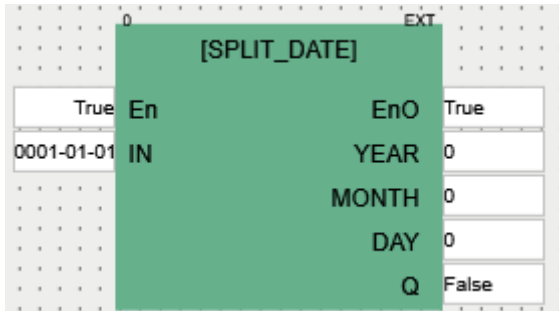 0 EXT
[SPLIT_DATE]
True En EnO True
0001-01-01 IN YEAR 0
MONTH 0
DAY 0
Q False